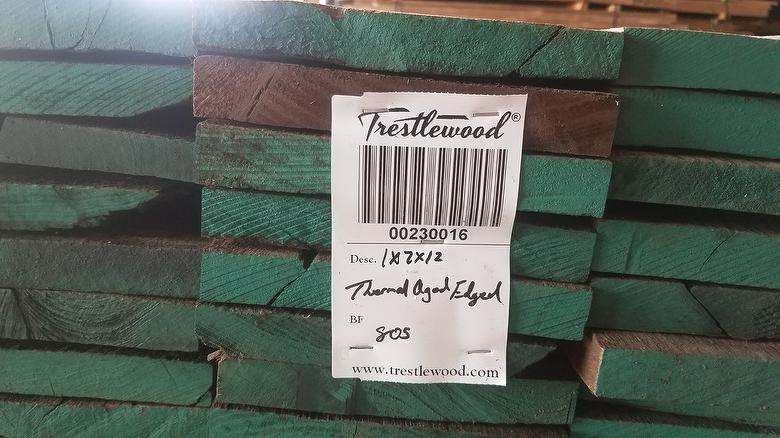 Trestlewood®
00230016
Desc. 1x7x12
Thermal Aged Edged
BF
805
www.trestlewood.com